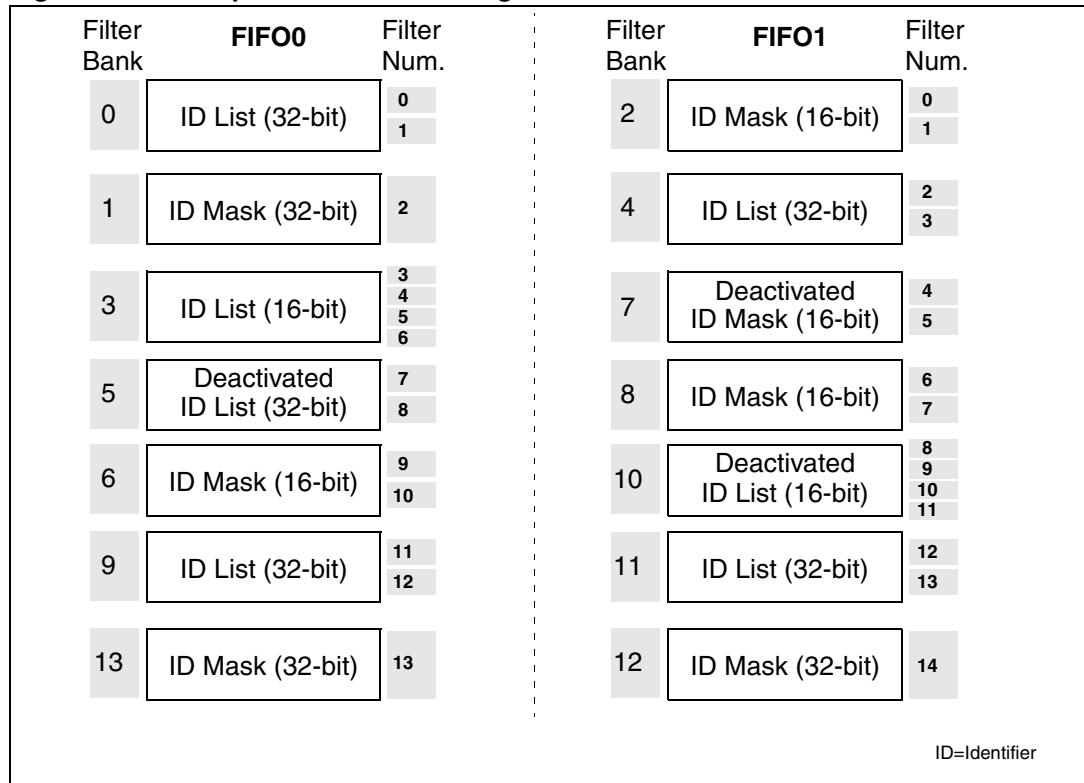 Filter Bank
FIFO0
Filter Num.
0
ID List (32-bit)
0
1
1
ID Mask (32-bit)
2
3
ID List (16-bit)
3
4
5
6
5
Deactivated
ID List (32-bit)
7
8
6
ID Mask (16-bit)
9
10
9
ID List (32-bit)
11
12
13
ID Mask (32-bit)
13
Filter Bank
FIFO1
Filter Num.
2
ID Mask (16-bit)
0
1
4
ID List (32-bit)
2
3
7
Deactivated
ID Mask (16-bit)
4
5
8
ID Mask (16-bit)
6
7
10
Deactivated
ID List (16-bit)
8
9
10
11
11
ID List (32-bit)
12
13
12
ID Mask (32-bit)
14
ID=Identifier